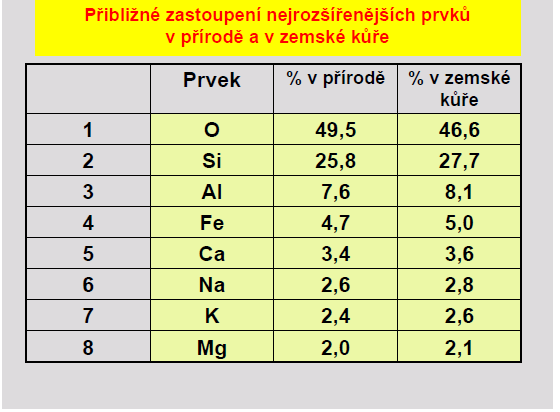 Přibližné zastoupení nejrozšířenějších prvků
v přírodě a v zemské kůře
Prvek % v přírodě % v zemské
kůře
1 O 49,5 46,6
2 Si 25,8 27,7
3 Al 7,6 8,1
4 Fe 4,7 5,0
5 Ca 3,4 3,6
6 Na 2,6 2,8
7 K 2,4 2,6
8 Mg 2,0 2,1